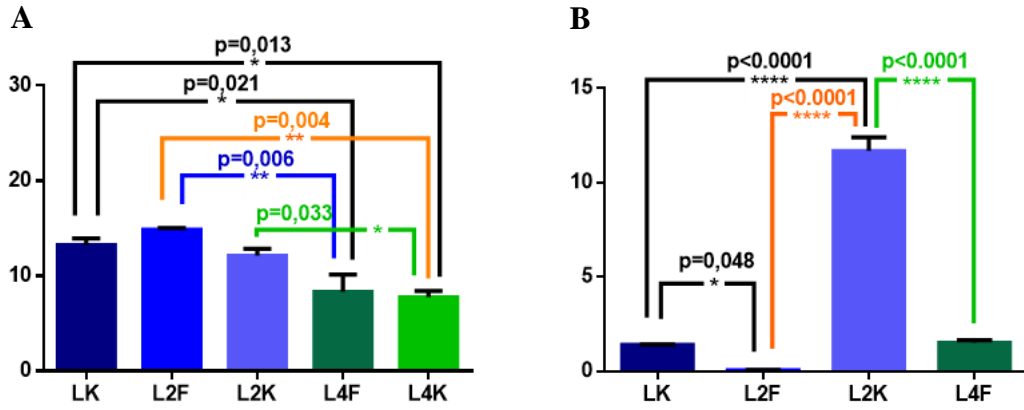 A
p=0,013
*
p=0,021
*
p=0,004
**
p=0,006
**
p=0,033
*
30
20
10
0
LK L2F L2K L4F L4K
B
p<0.0001
****
p<0.0001
****
p<0.0001
****
p=0,048
*
15
10
5
0
LK L2F L2K L4F